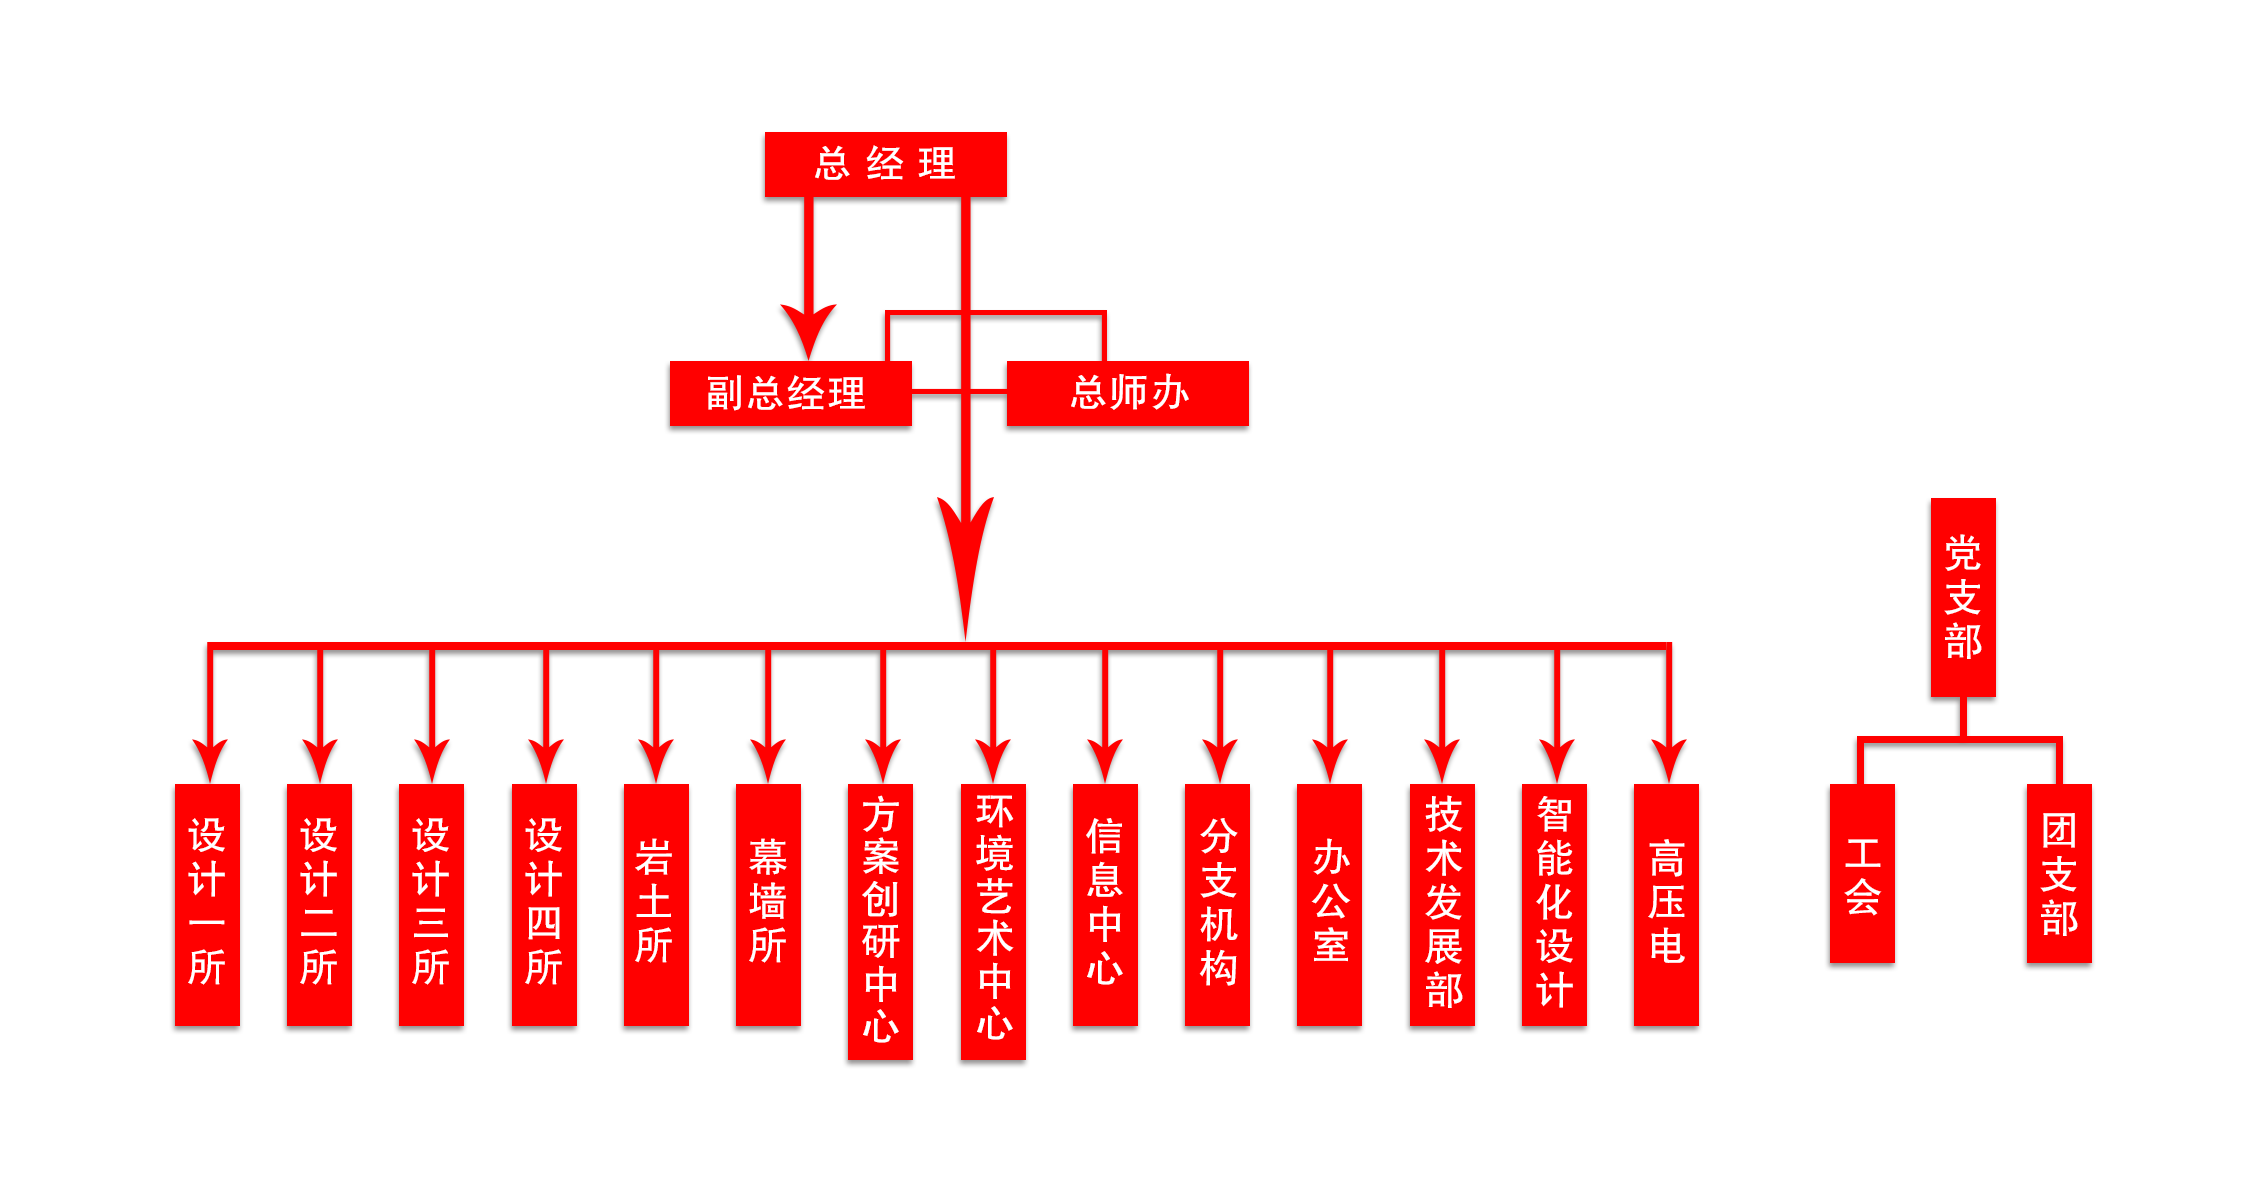 总经理
副总经理
总师办
党支部
设计一所
设计二所
设计三所
设计四所
岩土所
幕墙所
方案创研中心
环境艺术中心
信息中心
分支机构
办公室
技术发展部
智能化设计
高压电
工会
团支部